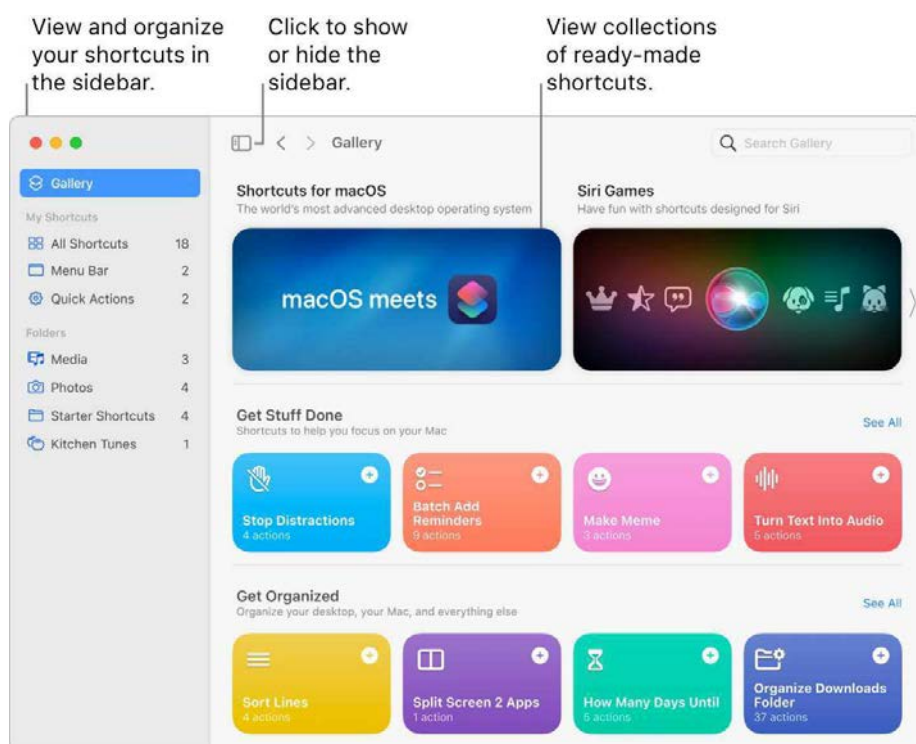 View and organize
your shortcuts in
the sidebar.
Click to show
or hide the
sidebar.
View collections
of ready-made
shortcuts.
Gallery
Search Gallery
Gallery
My Shortcuts
All Shortcuts 18
Menu Bar 2
Quick Actions 2
Folders
Media 3
Photos 4
Starter Shortcuts 4
Kitchen Tunes 1
Shortcuts for macOS
The world's most advanced desktop operating system
macOS meets
Siri Games
Have fun with shortcuts designed for Siri
Get Stuff Done
See All
Shortcuts to help you focus on your Mac
Stop Distractions
4 actions
Batch Add
Reminders
9 actions
Make Meme
3 actions
Turn Text Into Audio
5 actions
Get Organized
See All
Organize your desktop, your Mac, and everything else
Sort Lines
4 actions
Split Screen 2 Apps
1 action
How Many Days Until
5 actions
Organize Downloads
Folder
37 actions